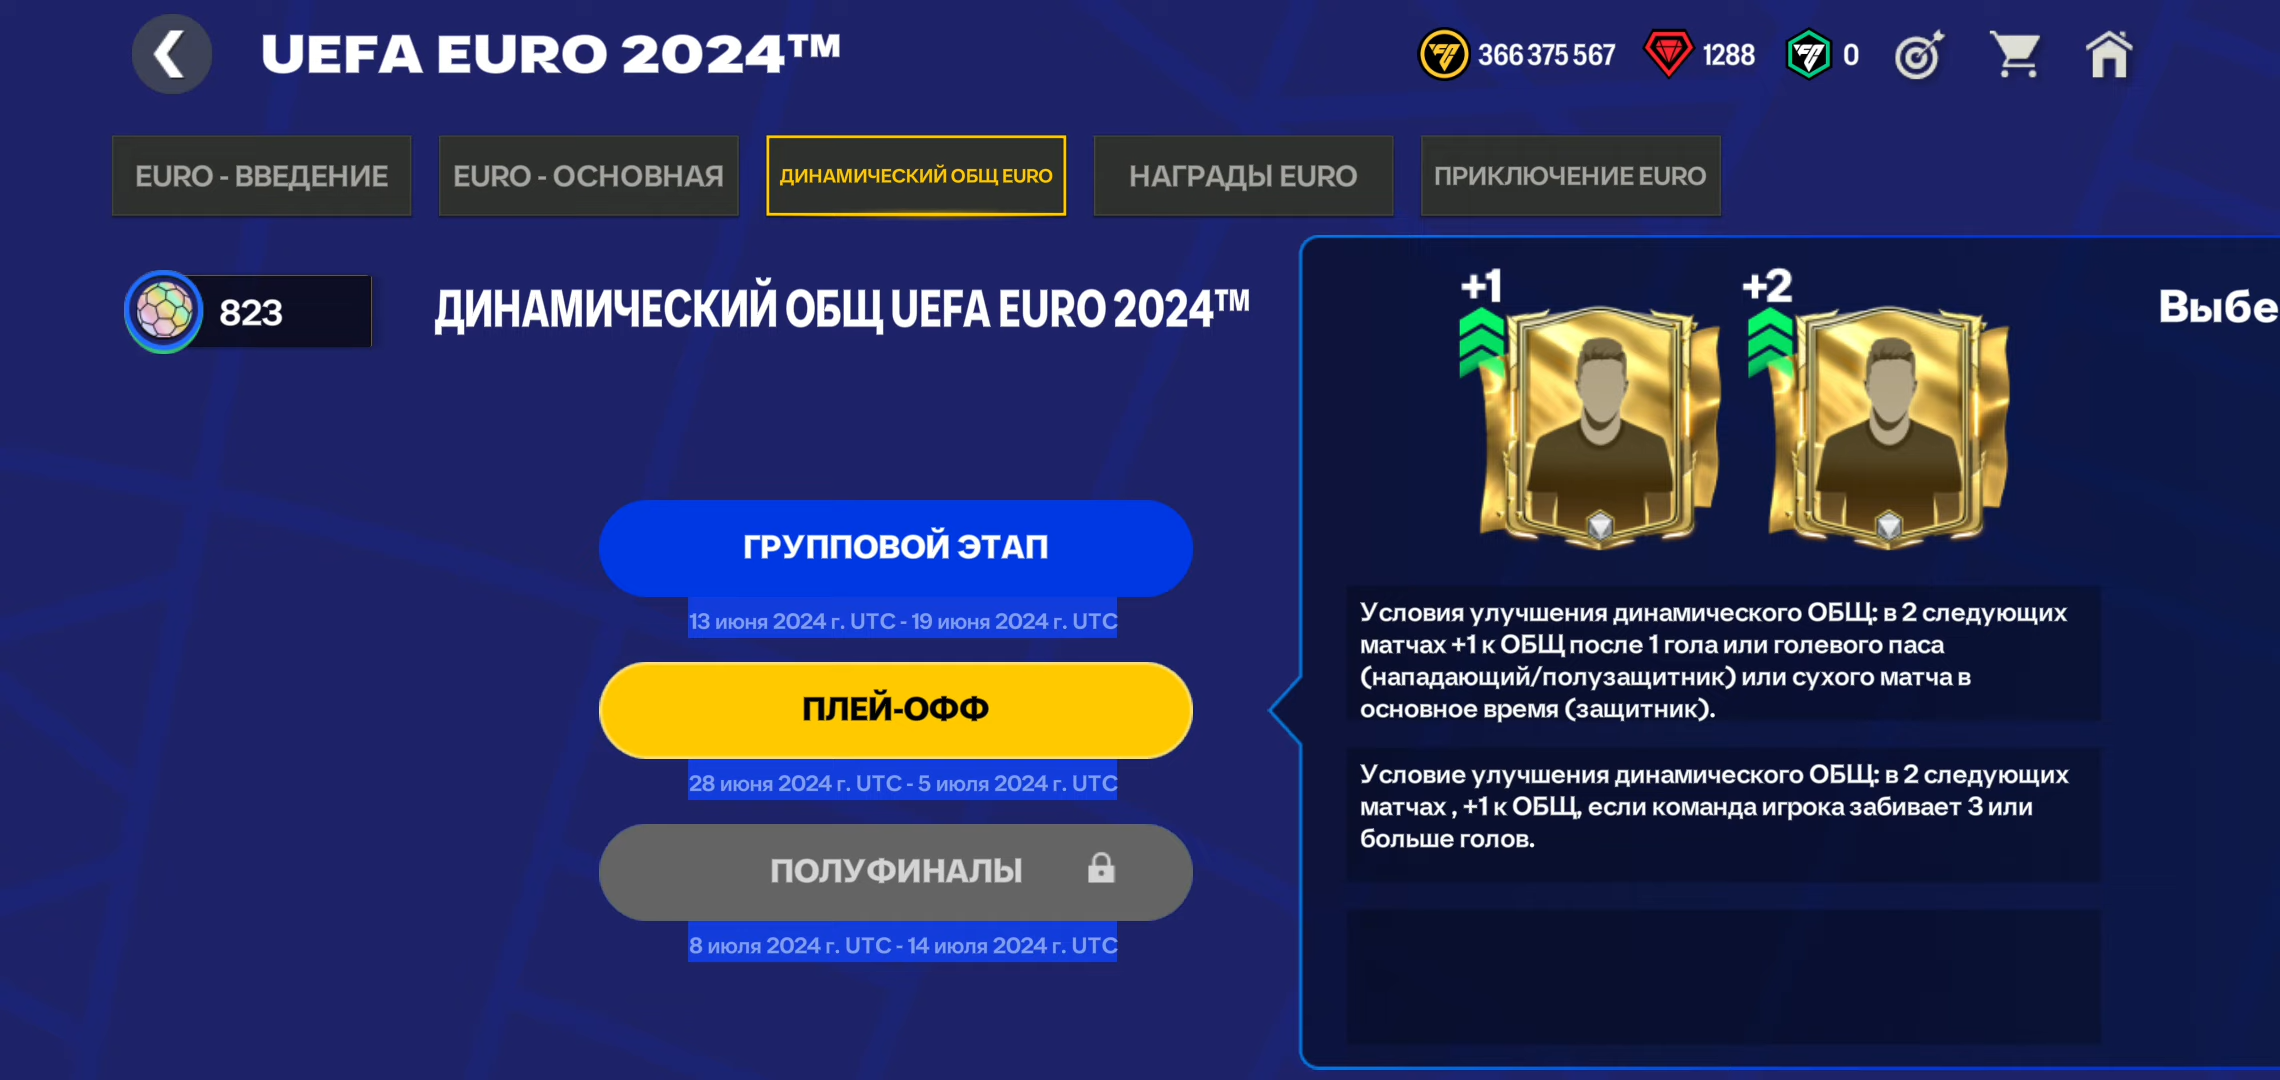 UEFA EURO 2024™
366 375 567
1288
0
EURO - ВВЕДЕНИЕ
EURO - ОСНОВНАЯ
ДИНАМИЧЕСКИЙ ОБЩ EURO
НАГРАДЫ EURO
ПРИКЛЮЧЕНИЕ EURO
823
ДИНАМИЧЕСКИЙ ОБЩ UEFA EURO 2024™
ГРУППОВОЙ ЭТАП
13 июня 2024 г. UTC - 19 июня 2024 г. UTC
ПЛЕЙ-ОФФ
28 июня 2024 г. UTC - 5 июля 2024 г. UTC
ПОЛУФИНАЛЫ
8 июля 2024 г. UTC - 14 июля 2024 г. UTC
+1
+2
Выбе
Условия улучшения динамического ОБЩ: в 2 следующих
матчах +1 к ОБЩ после 1 гола или голевого паса
(нападающий/полузащитник) или сухого матча в
основное время (защитник).
Условие улучшения динамического ОБЩ: в 2 следующих
матчах , +1 к ОБЩ, если команда игрока забивает 3 или
больше голов.